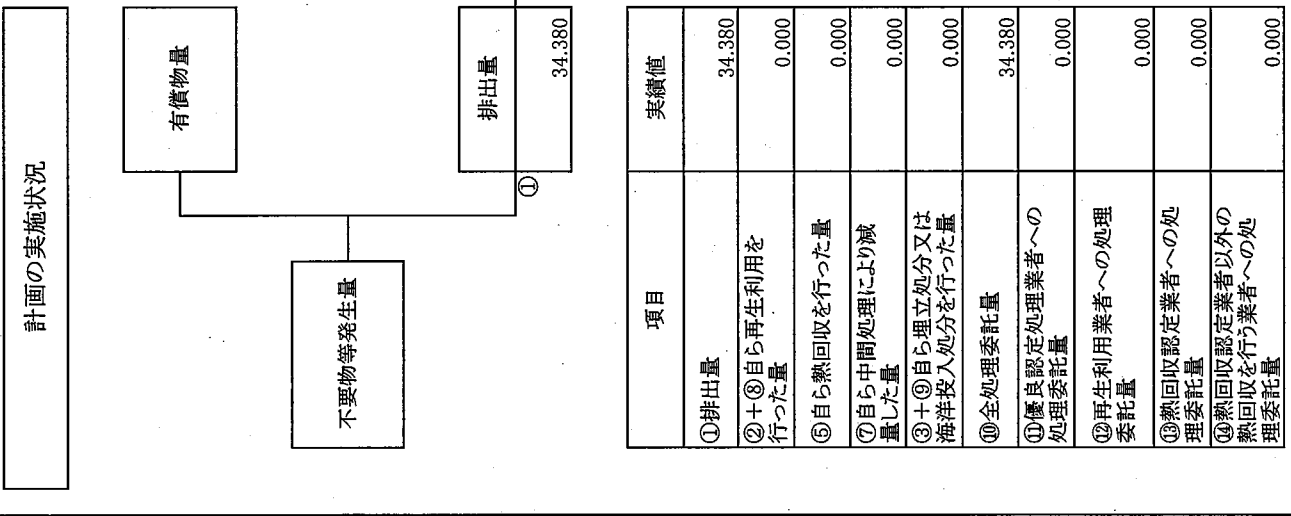 計画の実施状況
有償物量
不要物等発生量
排出量
①
34.380
項目
実績値
①排出量
34.380
②+⑧自ら再生利用を
行った量
0.000
⑤自ら熱回収を行った量
0.000
⑦自ら中間処理により減
量した量
0.000
③+⑨自ら埋立処分又は
海洋投入処分を行った量
0.000
⑩全処理委託量
34.380
⑪優良認定処理業者への
処理委託量
0.000
⑫再生利用業者への処理
委託量
0.000
⑬熱回収認定業者への処
理委託量
0.000
⑭熱回収認定業者以外の
熱回収を行う業者への処
理委託量
0.000